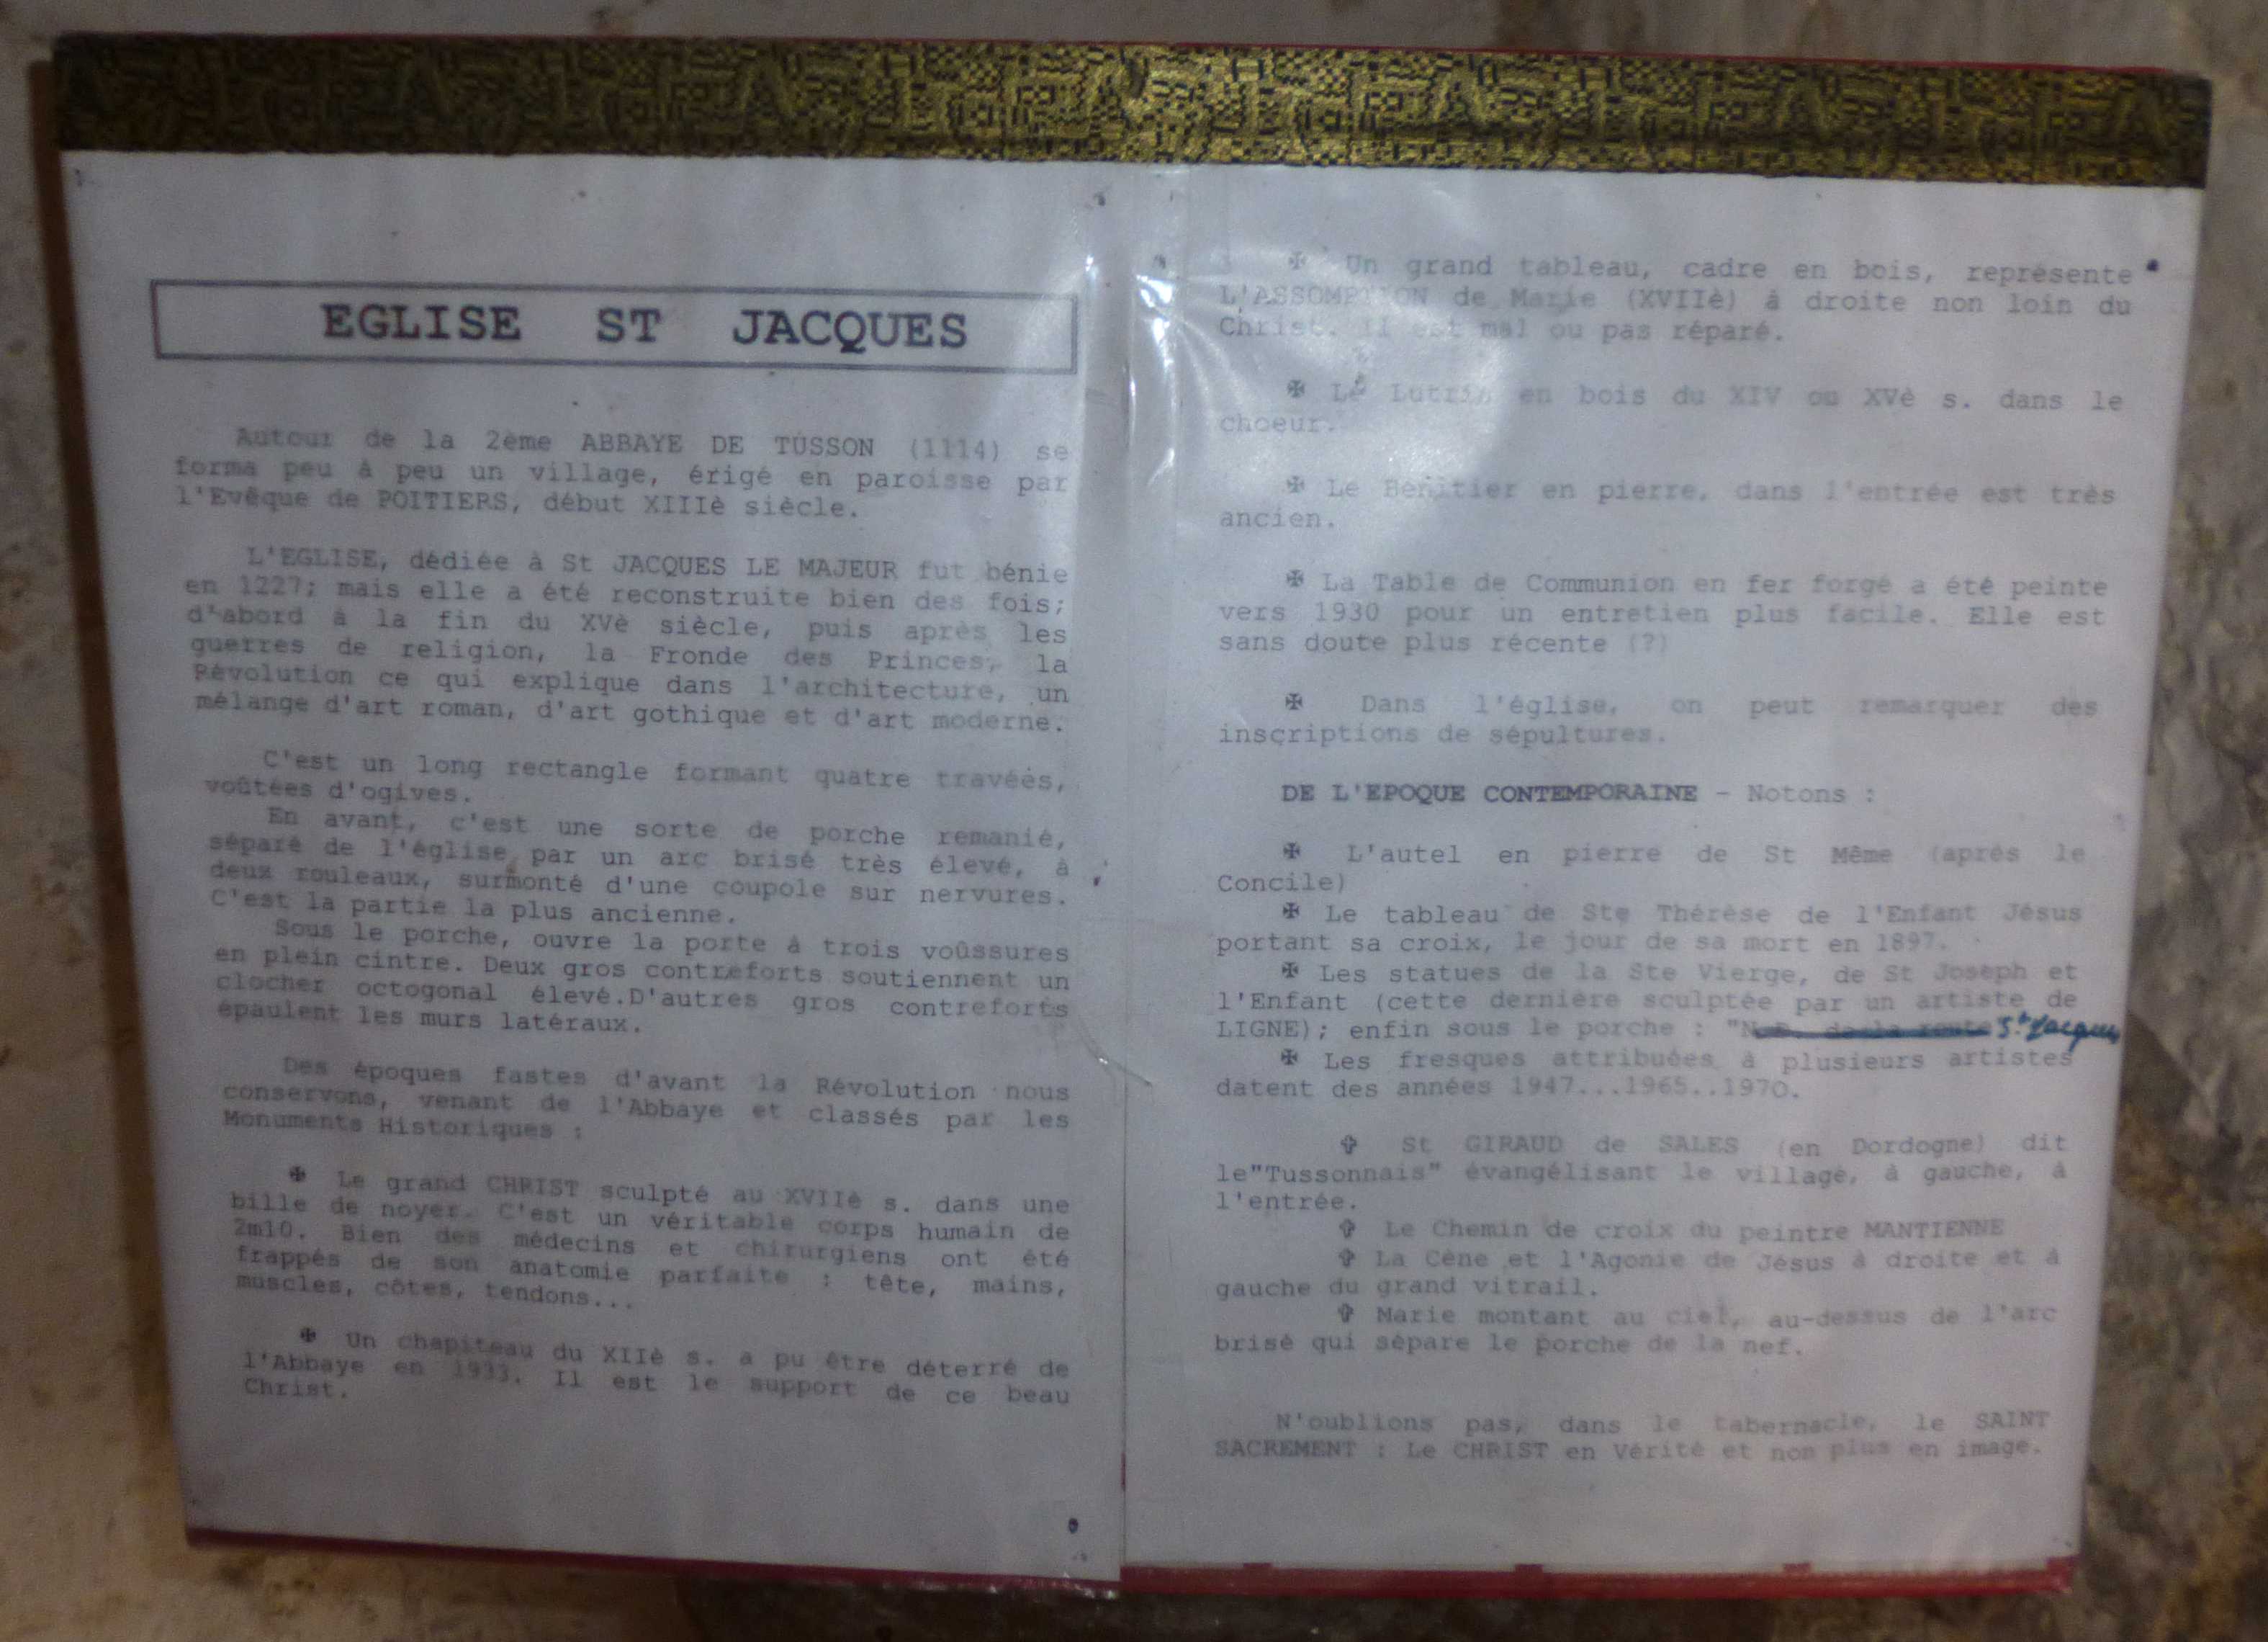 EGLISE ST JACQUES
Autour de la 2ème ABBAYE DE TUSSON (1114) se
forma peu à peu un village, érigé en paroisse par
l'Evêque de POITIERS, début XIIIè siècle.
L'EGLISE, dédiée à St JACQUES LE MAJEUR fut bénie
en 1227; mais elle a été reconstruite bien des fois;
d'abord à la fin du XVè siècle, puis après les
guerres de religion, la Fronde des Princes, la
Révolution ce qui explique dans l'architecture, un
mélange d'art roman, d'art gothique et d'art moderne.
C'est un long rectangle formant quatre travées,
voûtées d'ogives.
En avant, c'est une sorte de porche remanié,
séparé de l'église par un arc brisé très élevé, à
deux rouleaux, surmonté d'une coupole sur nervures.
C'est la partie la plus ancienne.
Sous le porche, ouvre la porte à trois voûssures
en plein cintre. Deux gros contreforts soutiennent un
clocher octogonal élevé.D'autres gros contreforts
épaulent les murs latéraux.
Des époques fastes d'avant la Révolution nous
conservons, venant de l'Abbaye et classés par les
Monuments Historiques :
✠ Le grand CHRIST sculpté au XVIIè s. dans une
bille de noyer. C'est un véritable corps humain de
2m10. Bien des médecins et chirurgiens ont été
frappés de son anatomie parfaite : tête, mains,
muscles, côtes, tendons...
✠ Un chapiteau du XIIè s. a pu être déterré de
l'Abbaye en 1933. Il est le support de ce beau
Christ.
✠ Un grand tableau, cadre en bois, représente
L'ASSOMPTION de Marie (XVIIè) à droite non loin du
Christ. Il est mal ou pas réparé.
✠ Le Lutrin en bois du XIV ou XVè s. dans le
choeur.
✠ Le Bénitier en pierre, dans l'entrée est très
ancien.
✠ La Table de Communion en fer forgé a été peinte
vers 1930 pour un entretien plus facile. Elle est
sans doute plus récente (?)
✠ Dans l'église, on peut remarquer des
inscriptions de sépultures.
DE L'EPOQUE CONTEMPORAINE - Notons :
✠ L'autel en pierre de St Même (après le
Concile)
✠ Le tableau de Ste Thérèse de l'Enfant Jésus
portant sa croix, le jour de sa mort en 1897.
✠ Les statues de la Ste Vierge, de St Joseph et
l'Enfant (cette dernière sculptée par un artiste de
LIGNE); enfin sous le porche : "N.D. de la route St Jacques
✠ Les fresques attribuées à plusieurs artistes
datent des années 1947...1965..1970.
✞ St GIRAUD de SALES (en Dordogne) dit
le"Tussonnais" évangélisant le village, à gauche, à
l'entrée.
✞ Le Chemin de croix du peintre MANTIENNE
✞ La Cène et l'Agonie de Jésus à droite et à
gauche du grand vitrail.
✞ Marie montant au ciel, au-dessus de l'arc
brisé qui sépare le porche de la nef.
N'oublions pas, dans le tabernacle, le SAINT
SACREMENT : Le CHRIST en Vérité et non plus en image.